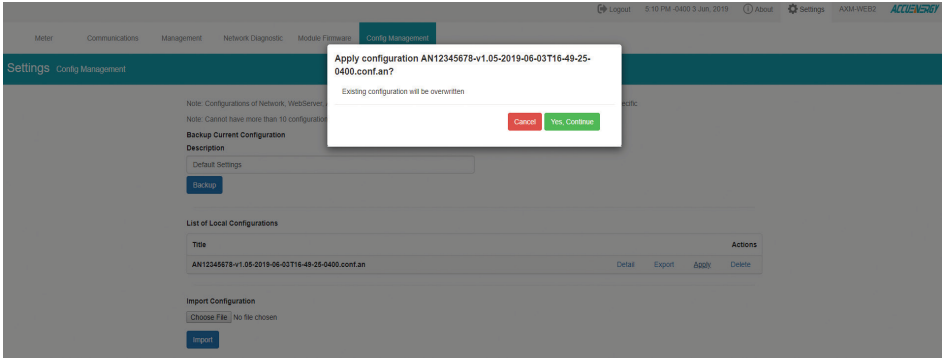 Logout 5:10 PM -0400 3 Jun, 2019 About Settings AXM-WEB2 ACCUENERGY
Meter Communications Management Network Diagnostic Module Firmware Config Management
Settings Config Management
Apply configuration AN12345678-v1.05-2019-06-03T16-49-25-
0400.conf.an?
Existing configuration will be overwritten
Cancel Yes, Continue
Note: Configurations of Network, WebServer,
Note: Cannot have more than 10 configuration
Backup Current Configuration
Description
Default Settings
Backup
List of Local Configurations
Title Actions
AN12345678-v1.05-2019-06-03T16-49-25-0400.conf.an Detail Export Apply Delete
Import Configuration
Choose File No file chosen
Import